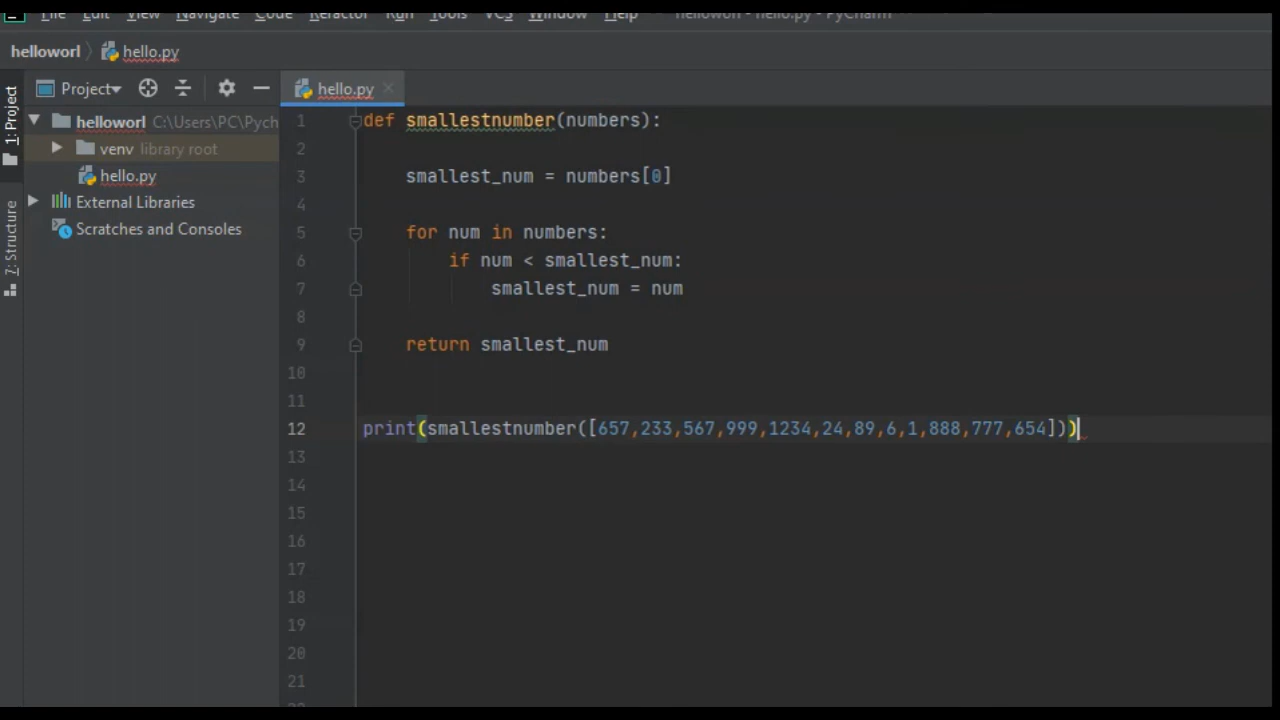 File Edit View Navigate Code Refactor Run Tools VCS Window Help helloworl - hello.py - PyCharm
helloworl hello.py
1: Project
7: Structure
Project
helloworl C:\Users\PC\Pych
venv library root
hello.py
External Libraries
Scratches and Consoles
hello.py
1 def smallestnumber(numbers):
2
3 smallest_num = numbers[0]
4
5 for num in numbers:
6 if num < smallest_num:
7 smallest_num = num
8
9 return smallest_num
10
11
12 print(smallestnumber([657,233,567,999,1234,24,89,6,1,888,777,654]))
13
14
15
16
17
18
19
20
21